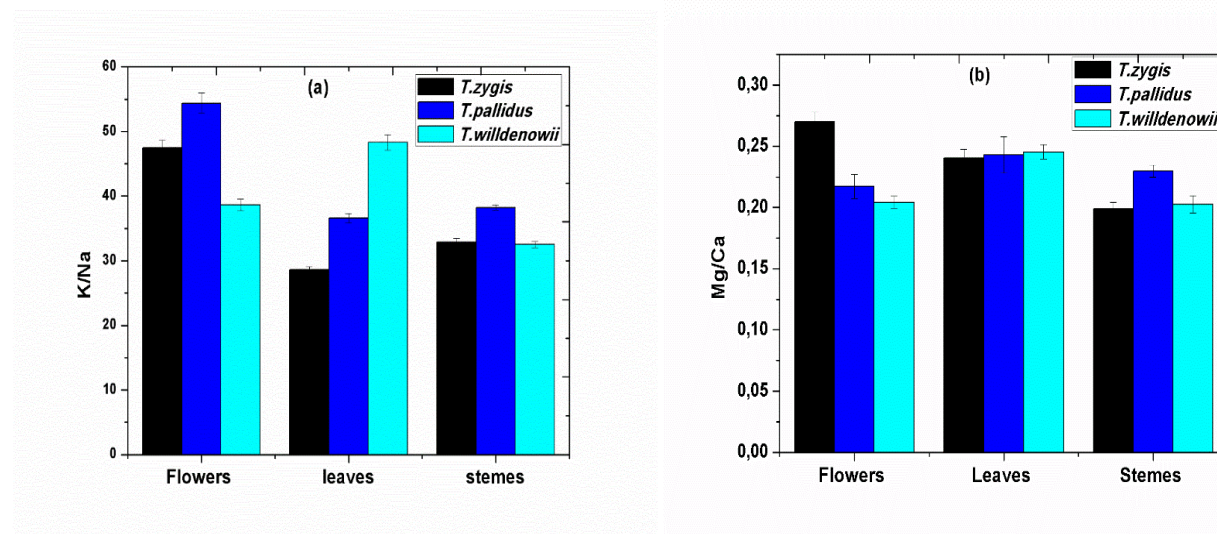 60
50
40
30
20
10
0
K/Na
(a)
T.zygis
T.pallidus
T.willdenowii
Flowers leaves stemes
0,30
0,25
0,20
0,15
0,10
0,05
0,00
Mg/Ca
(b)
T.zygis
T.pallidus
T.willdenowii
Flowers Leaves Stemes